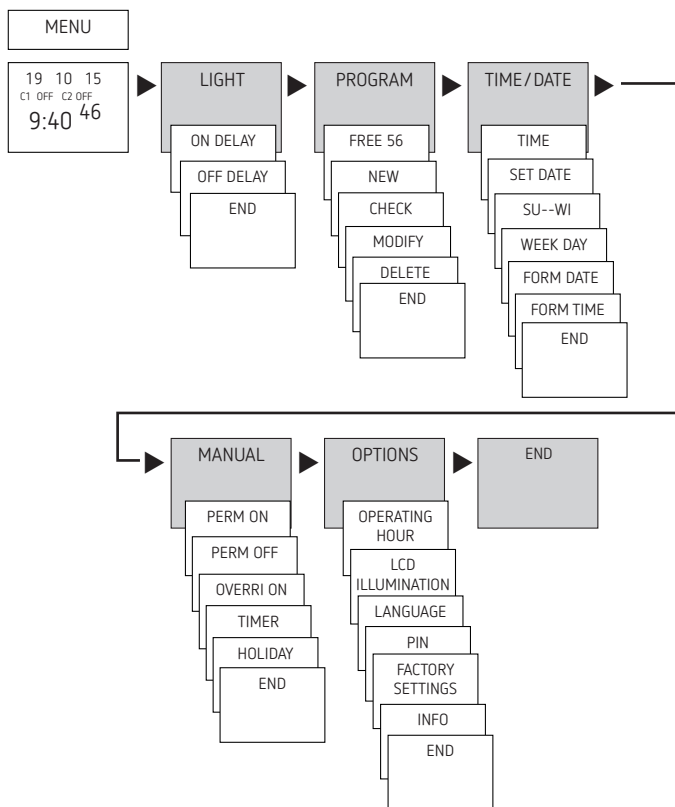 MENU
19 10 15
C1 OFF C2 OFF
9:40 46
LIGHT
ON DELAY
OFF DELAY
END
PROGRAM
FREE 56
NEW
CHECK
MODIFY
DELETE
END
TIME/DATE
TIME
SET DATE
SU--WI
WEEK DAY
FORM DATE
FORM TIME
END
MANUAL
PERM ON
PERM OFF
OVERRI ON
TIMER
HOLIDAY
END
OPTIONS
OPERATING
HOUR
LCD
ILLUMINATION
LANGUAGE
PIN
FACTORY
SETTINGS
INFO
END
END